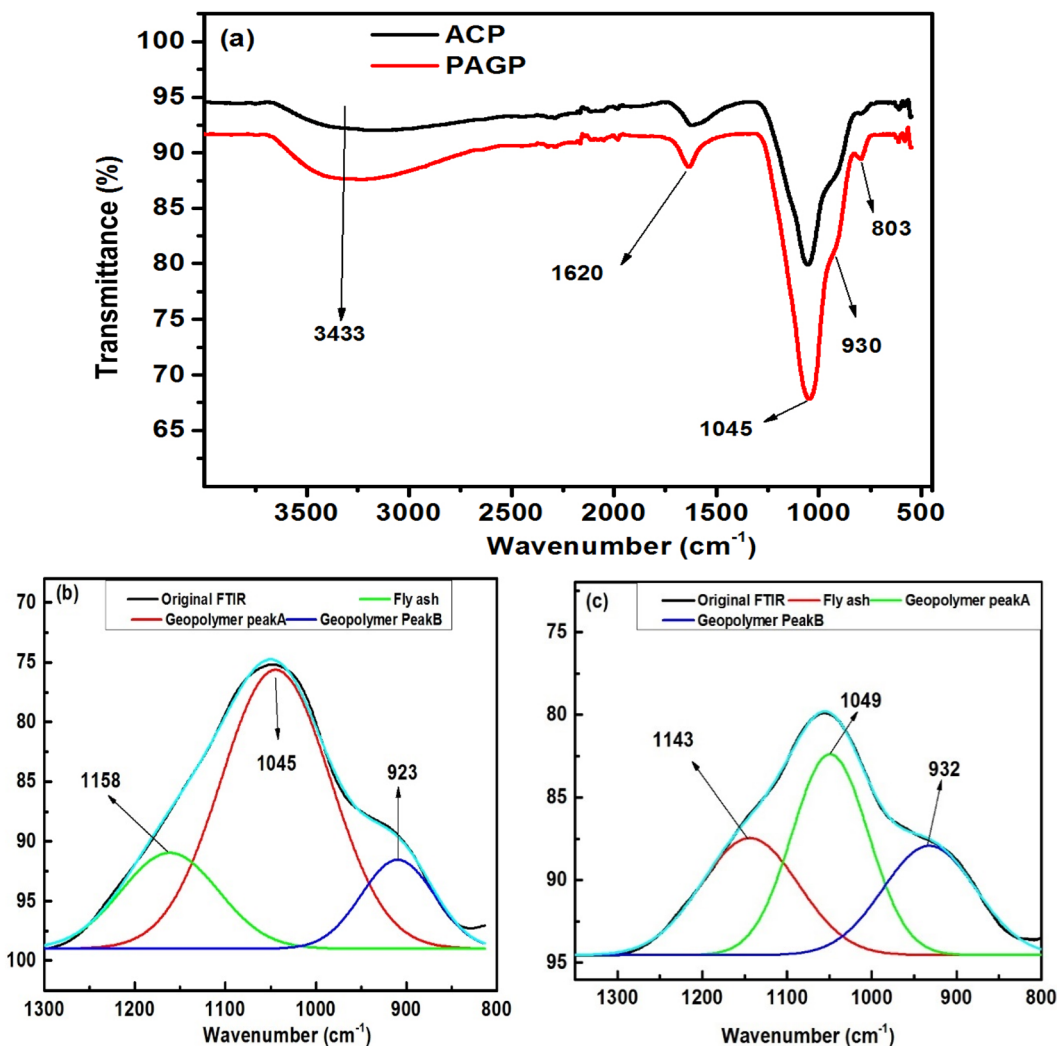 (a)
ACP
PAGP
100
95
90
85
80
75
70
65
Transmittance (%)
3433
1620
1045
930
803
3500 3000 2500 2000 1500 1000 500
Wavenumber (cm⁻¹)
(b)
Original FTIR Fly ash
Geopolymer peakA Geopolymer PeakB
70
75
80
85
90
95
100
1158
1045
923
1300 1200 1100 1000 900 800
Wavenumber (cm⁻¹)
(c)
Original FTIR Fly ash Geopolymer peakA
Geopolymer PeakB
75
80
85
90
95
1143
1049
932
1300 1200 1100 1000 900 800
Wavenumber (cm⁻¹)